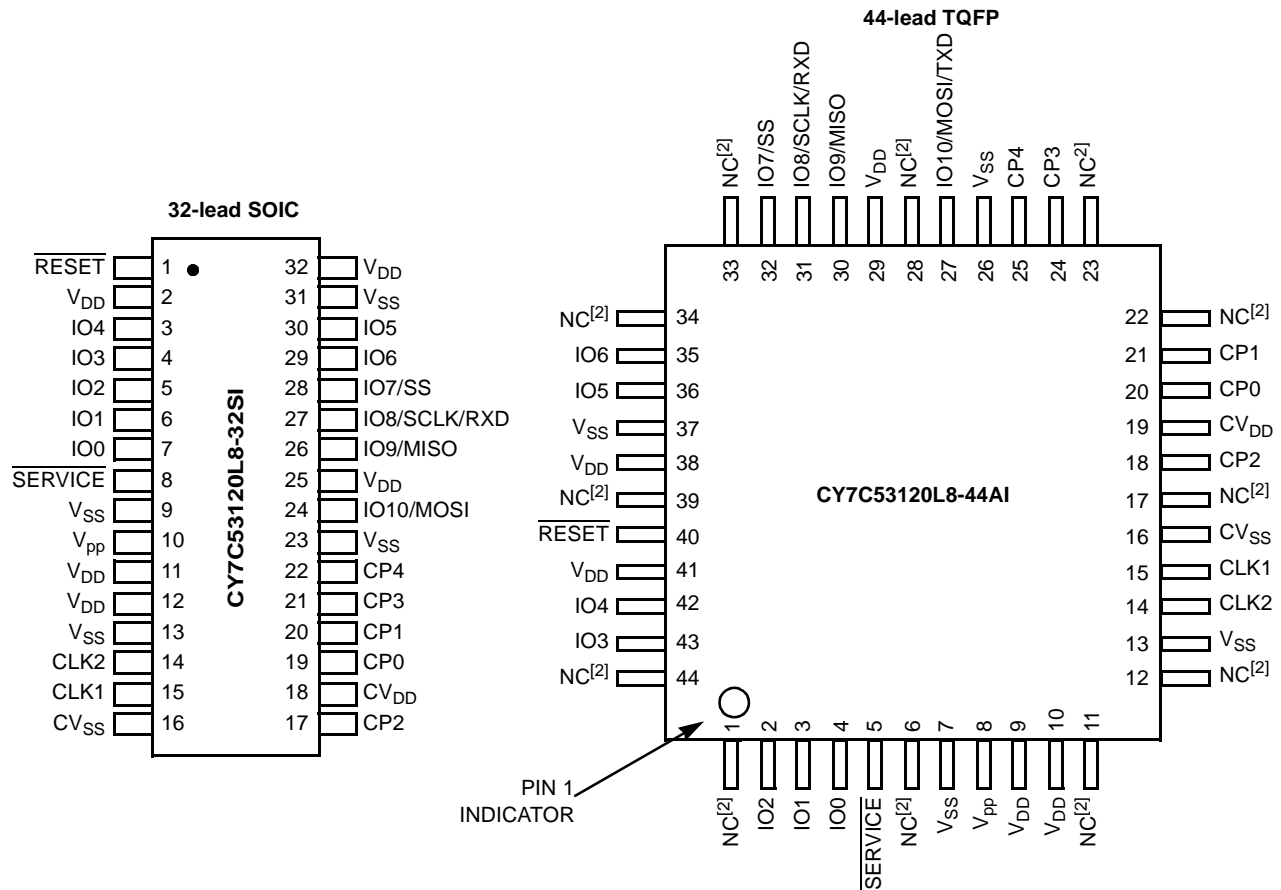 44-lead TQFP
NC[2]
IO7/SS
IO8/SCLK/RXD
IO9/MISO
VDD
NC[2]
IO10/MOSI/TXD
VSS
CP4
CP3
NC2]
33
32
31
30
29
28
27
26
25
24
23
32-lead SOIC
RESET 1 32 VDD
VDD 2 31 VSS
IO4 3 30 IO5
IO3 4 29 IO6
IO2 5 28 IO7/SS
IO1 6 27 IO8/SCLK/RXD
IO0 7 26 IO9/MISO
SERVICE 8 25 VDD
VSS 9 24 IO10/MOSI
Vpp 10 23 VSS
VDD 11 22 CP4
VDD 12 21 CP3
VSS 13 20 CP1
CLK2 14 19 CP0
CLK1 15 18 CVDD
CVSS 16 17 CP2
CY7C53120L8-32SI
NC[2] 34 22 NC[2]
IO6 35 21 CP1
IO5 36 20 CP0
VSS 37 19 CVDD
VDD 38 18 CP2
NC[2] 39 17 NC[2]
RESET 40 16 CVSS
VDD 41 15 CLK1
IO4 42 14 CLK2
IO3 43 13 VSS
NC[2] 44 12 NC[2]
CY7C53120L8-44AI
1
2
3
4
5
6
7
8
9
10
11
NC[2]
IO2
IO1
IO0
SERVICE
NC[2]
VSS
Vpp
VDD
VDD
NC[2]
PIN 1
INDICATOR